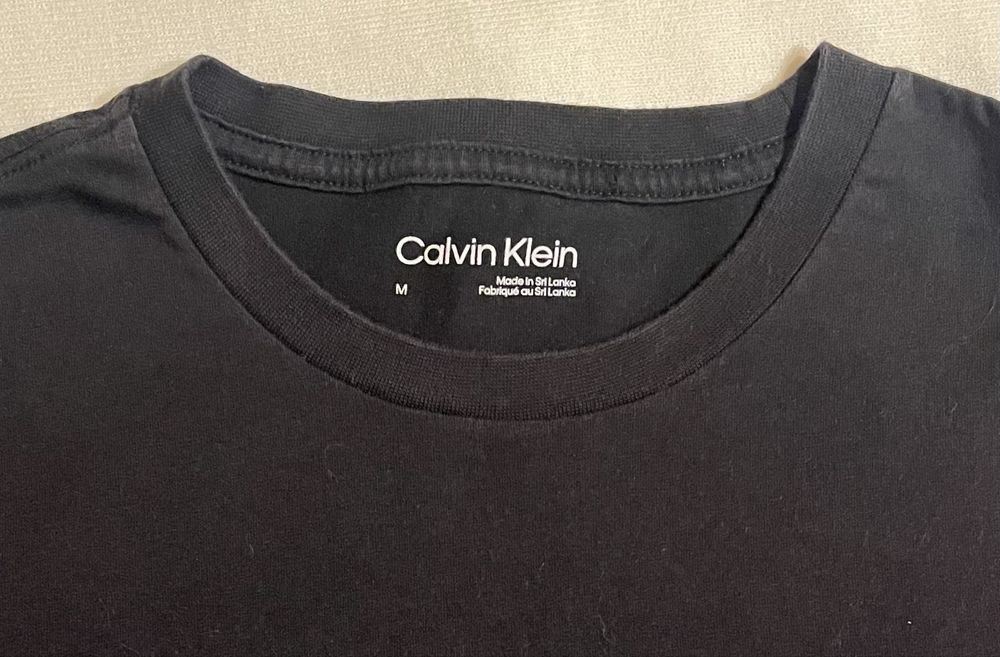 Calvin Klein
M
Made in Sri Lanka
Fabriqué au Sri Lanka